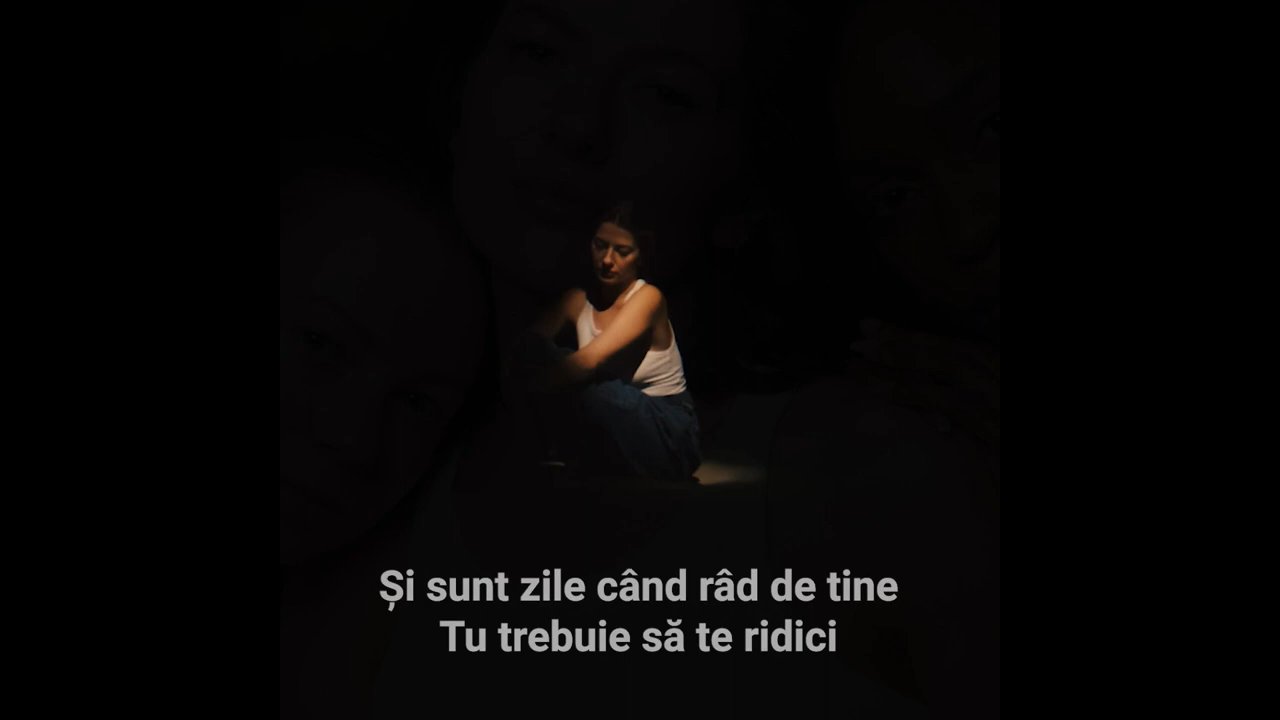 Și sunt zile când râd de tine
Tu trebuie să te ridici